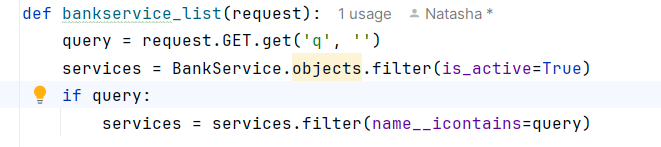 def bankservice_list(request): 1 usage Natasha *
    query = request.GET.get('q', '')
    services = BankService.objects.filter(is_active=True)
    if query:
        services = services.filter(name__icontains=query)